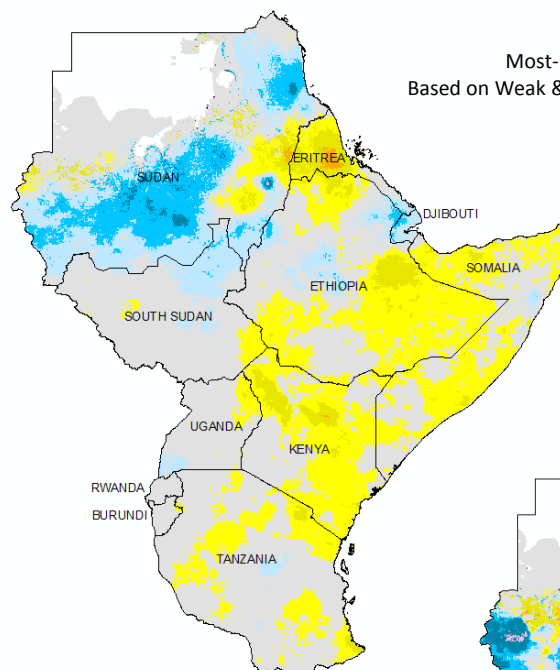 Most-
Based on Weak &
ERITREA
SUDAN
DJIBOUTI
SOMALIA
ETHIOPIA
SOUTH SUDAN
UGANDA
KENYA
RWANDA
BURUNDI
TANZANIA